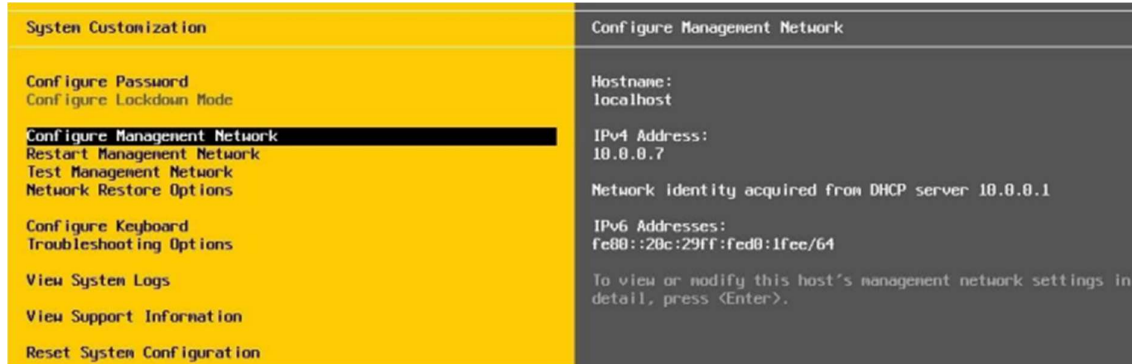 System Customization
Configure Password
Configure Lockdown Mode
Configure Management Network
Restart Management Network
Test Management Network
Network Restore Options
Configure Keyboard
Troubleshooting Options
View System Logs
View Support Information
Reset System Configuration
Configure Management Network
Hostname:
localhost
IPv4 Address:
10.0.0.7
Network identity acquired from DHCP server 10.0.0.1
IPv6 Addresses:
fe80::20c:29ff:fed0:1fee/64
To view or modify this host's management network settings in
detail, press <Enter>.